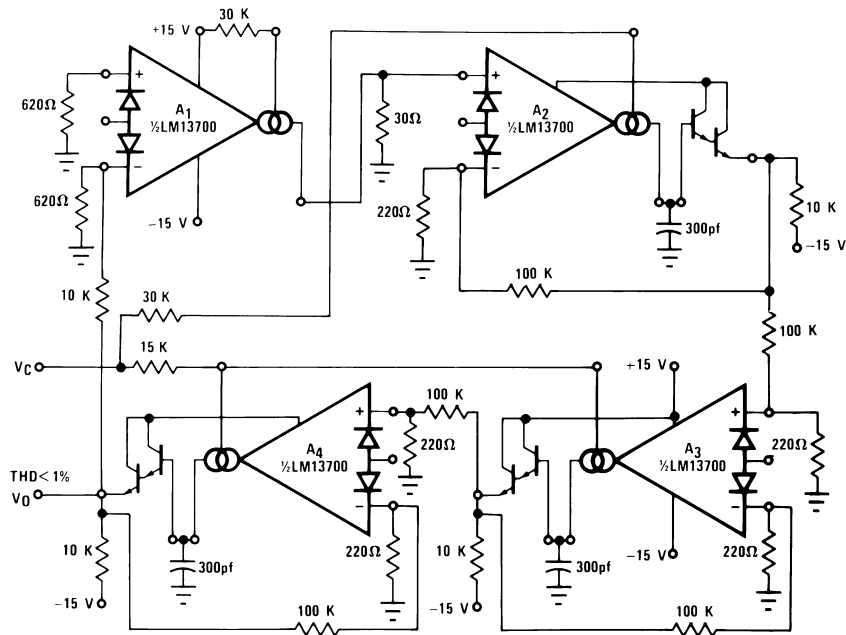 30 K
+15 V
620Ω
+
A1
½LM13700
−
620Ω
−15 V
30Ω
+
A2
½LM13700
−
220Ω
300pf
10 K
−15 V
10 K
30 K
100 K
100 K
VC
15 K
+15 V
100 K
+
A4
½LM13700
−
220Ω
+
A3
½LM13700
−
220Ω
THD<1%
VO
10 K
−15 V
300pf
220Ω
100 K
10 K
−15 V
300pf
−15 V
220Ω
100 K